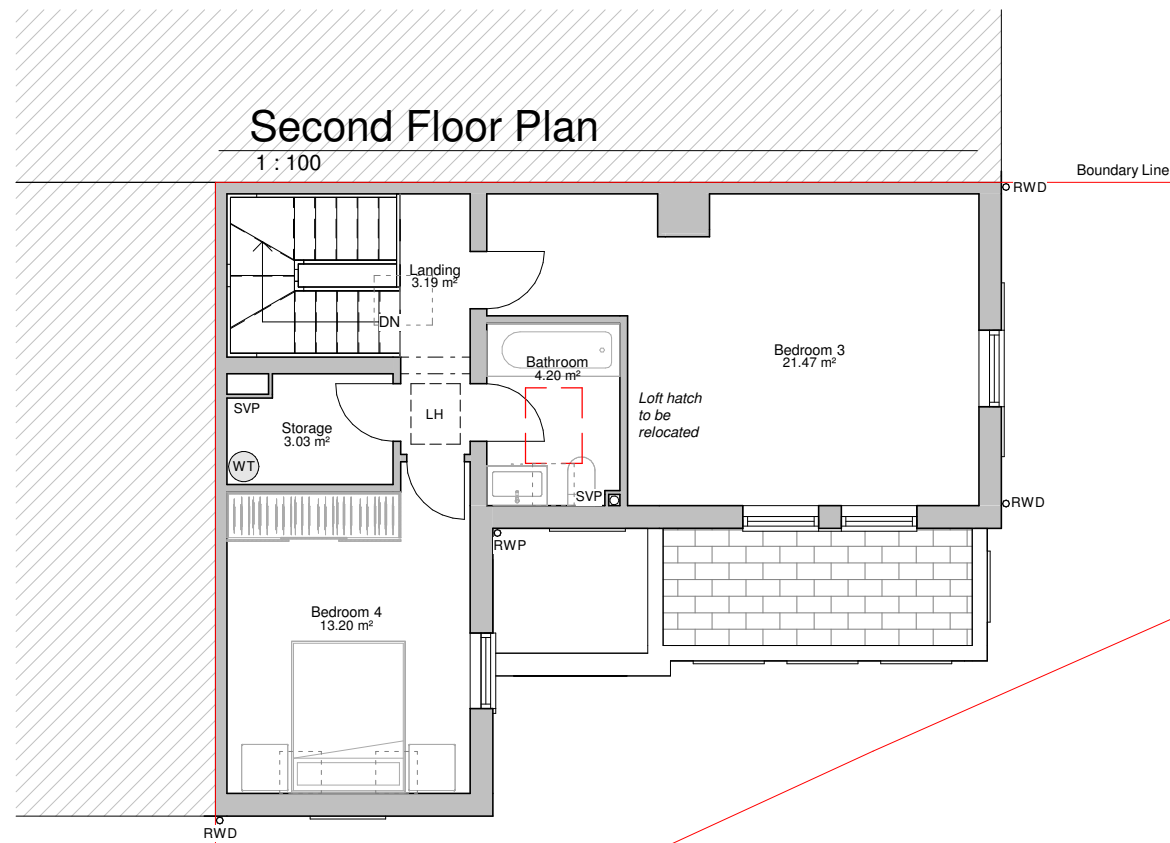 Second Floor Plan
1 : 100
Boundary Line
RWD
Landing
3.19 m²
DN
Bedroom 3
21.47 m²
Bathroom
4.20 m²
Loft hatch
to be
relocated
SVP
LH
Storage
3.03 m²
WT
SVP
RWD
RWP
Bedroom 4
13.20 m²
RWD